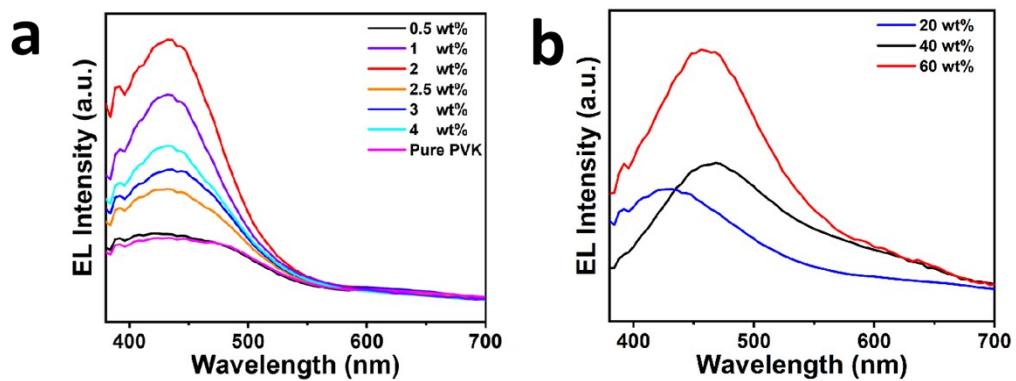 a
EL Intensity (a.u.)
0.5 wt%
1 wt%
2 wt%
2.5 wt%
3 wt%
4 wt%
Pure PVK
400 500 600 700
Wavelength (nm)
b
EL Intensity (a.u.)
20 wt%
40 wt%
60 wt%
400 500 600 700
Wavelength (nm)